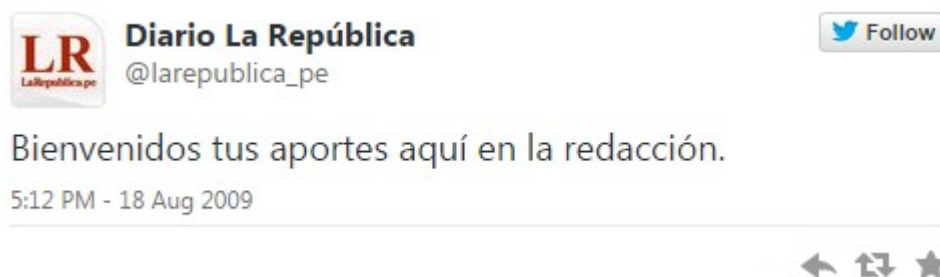 LR
LaRepublica.pe
Diario La República
@larepublica_pe
Follow
Bienvenidos tus aportes aquí en la redacción.
5:12 PM - 18 Aug 2009